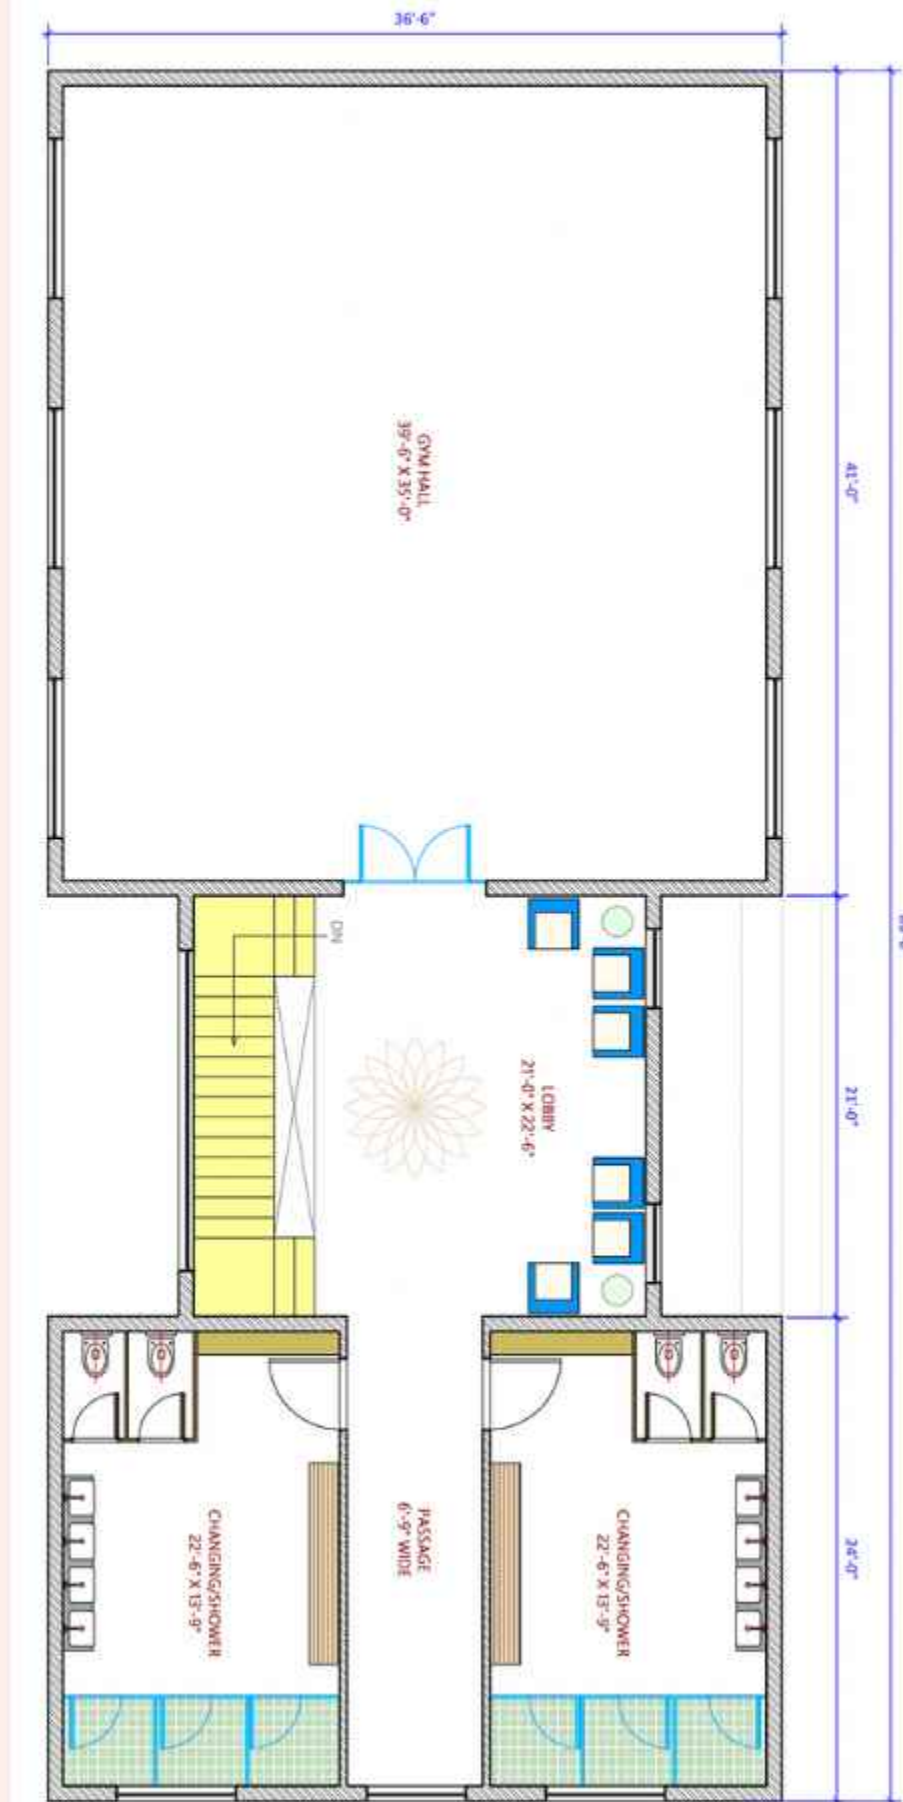 36'-6"
GYM HALL
39'-6" X 35'-0"
41'-0"
DN
LOBBY
21'-0" X 22'-6"
21'-0"
CHANGING/SHOWER
22'-6" X 13'-9"
PASSAGE
6'-9" WIDE
CHANGING/SHOWER
22'-6" X 13'-9"
24'-0"